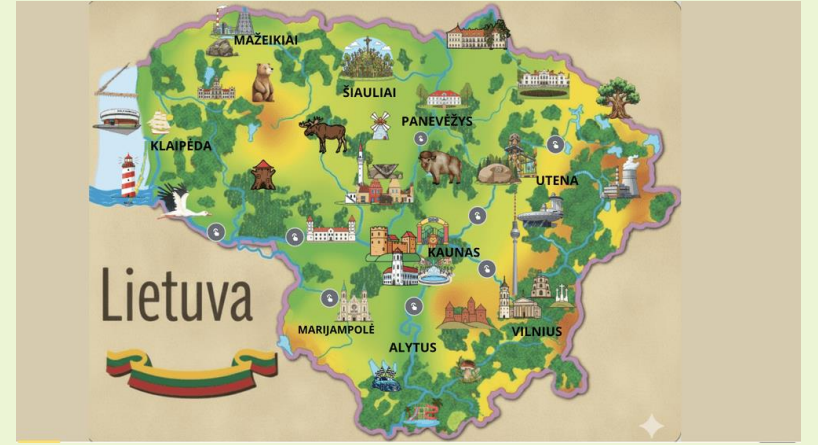 MAŽEIKIAI
ŠIAULIAI
PANEVĖŽYS
KLAIPĖDA
UTENA
KAUNAS
Lietuva
MARIJAMPOLĖ
VILNIUS
ALYTUS